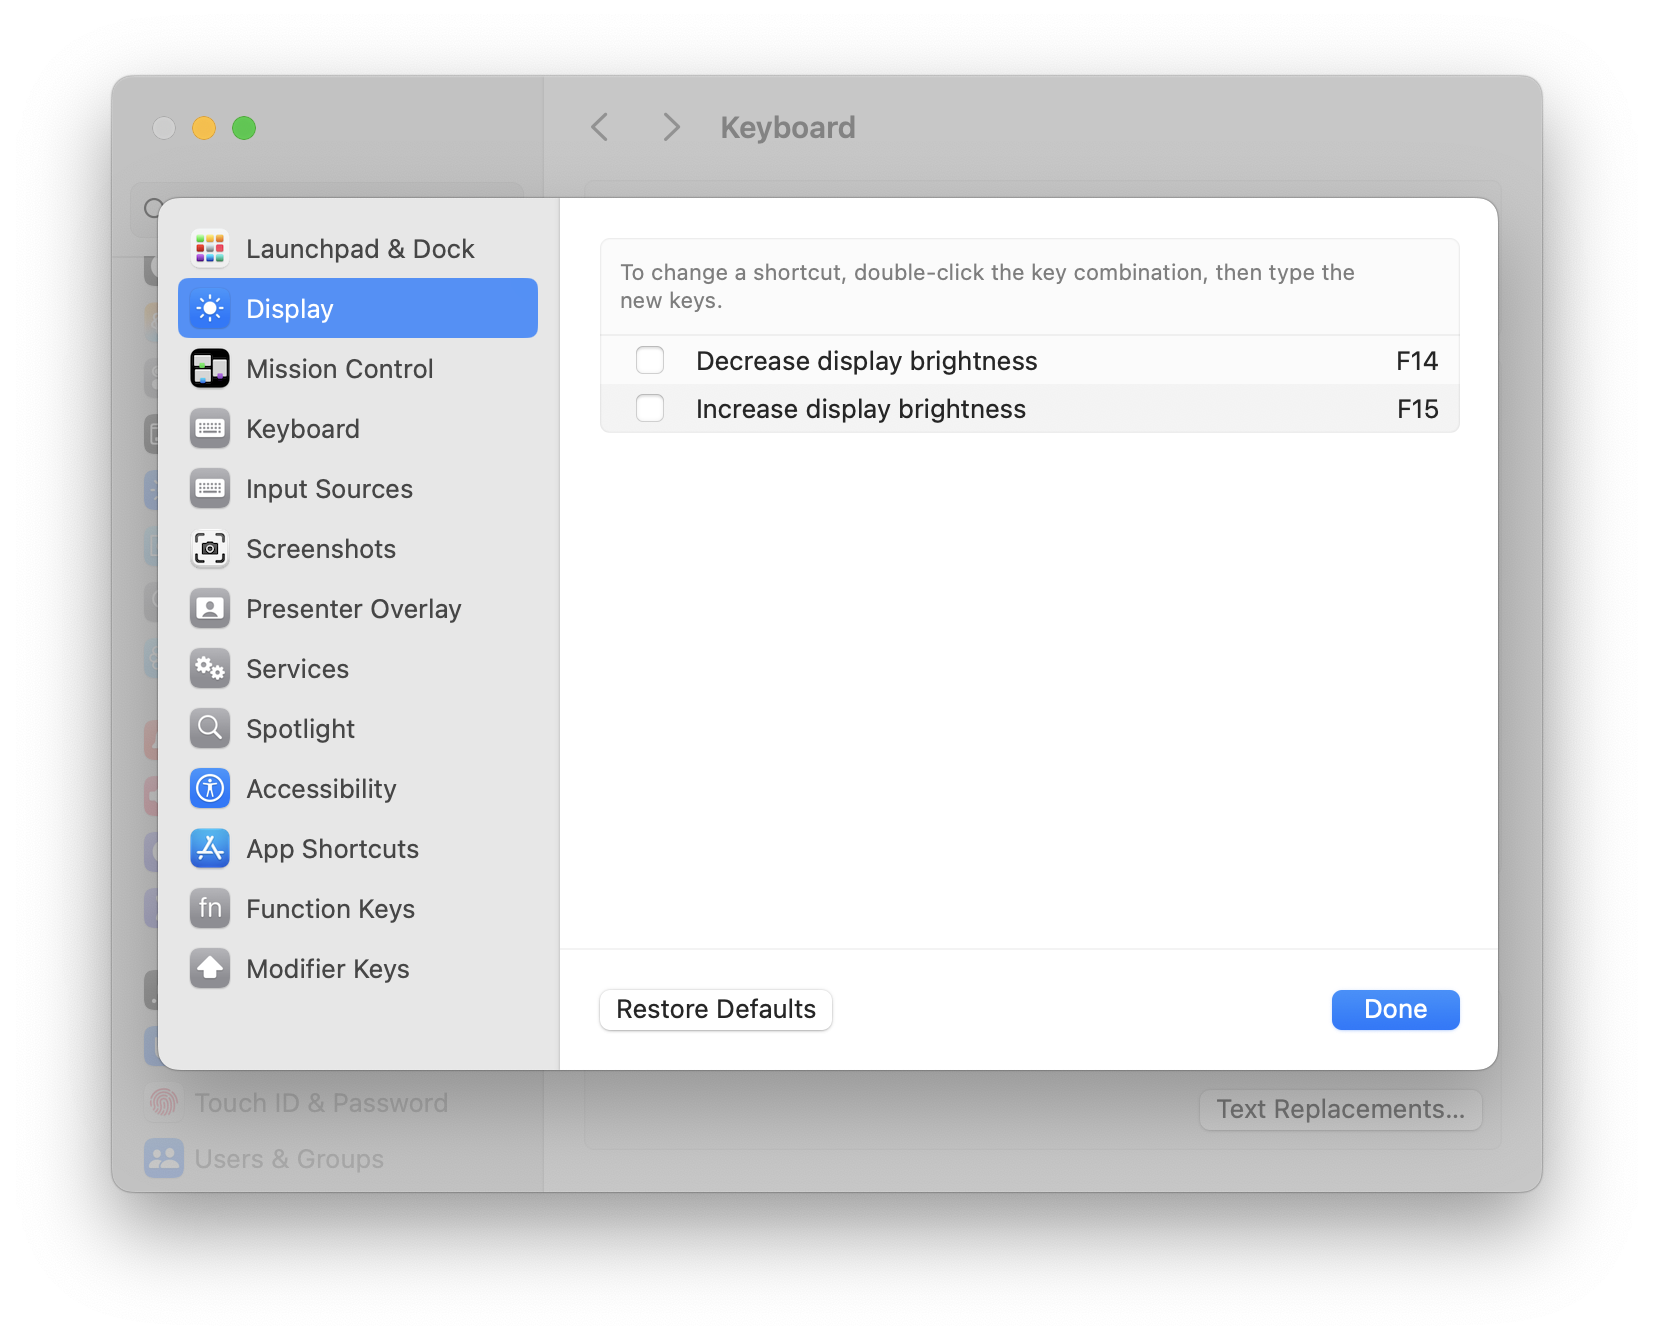 Keyboard
Launchpad & Dock
Display
Mission Control
Keyboard
Input Sources
Screenshots
Presenter Overlay
Services
Spotlight
Accessibility
App Shortcuts
fn Function Keys
Modifier Keys
To change a shortcut, double-click the key combination, then type the
new keys.
Decrease display brightness F14
Increase display brightness F15
Restore Defaults
Done
Touch ID & Password
Users & Groups
Text Replacements...